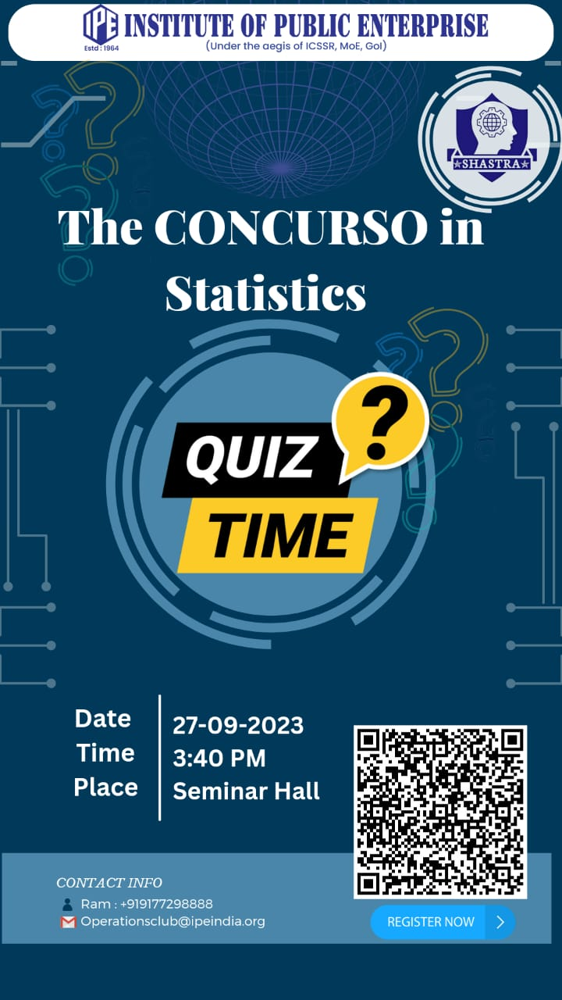 IPE
Estd : 1964
INSTITUTE OF PUBLIC ENTERPRISE
(Under the aegis of ICSSR, MoE, GoI)
SHASTRA
The CONCURSO in
Statistics
QUIZ
?
TIME
Date
27-09-2023
Time
3:40 PM
Place
Seminar Hall
CONTACT INFO
Ram : +919177298888
Operationsclub@ipeindia.org
REGISTER NOW